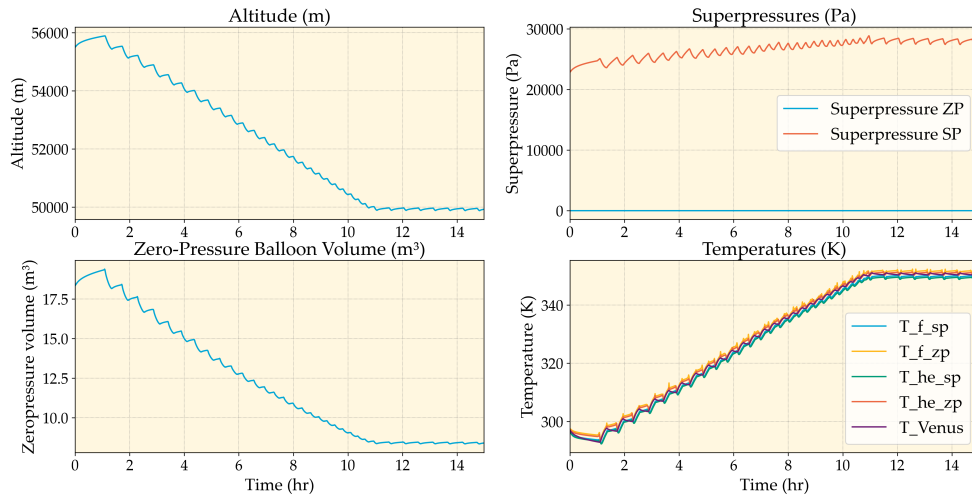 Altitude (m)
Altitude (m)
56000
54000
52000
50000
0 2 4 6 8 10 12 14
Superpressures (Pa)
Superpressure (Pa)
30000
20000
10000
0
Superpressure ZP
Superpressure SP
0 2 4 6 8 10 12 14
Zero-Pressure Balloon Volume (m³)
Zeropressure volume (m³)
17.5
15.0
12.5
10.0
0 2 4 6 8 10 12 14
Time (hr)
Temperatures (K)
Temperature (K)
340
320
300
T_f_sp
T_f_zp
T_he_sp
T_he_zp
T_Venus
0 2 4 6 8 10 12 14
Time (hr)